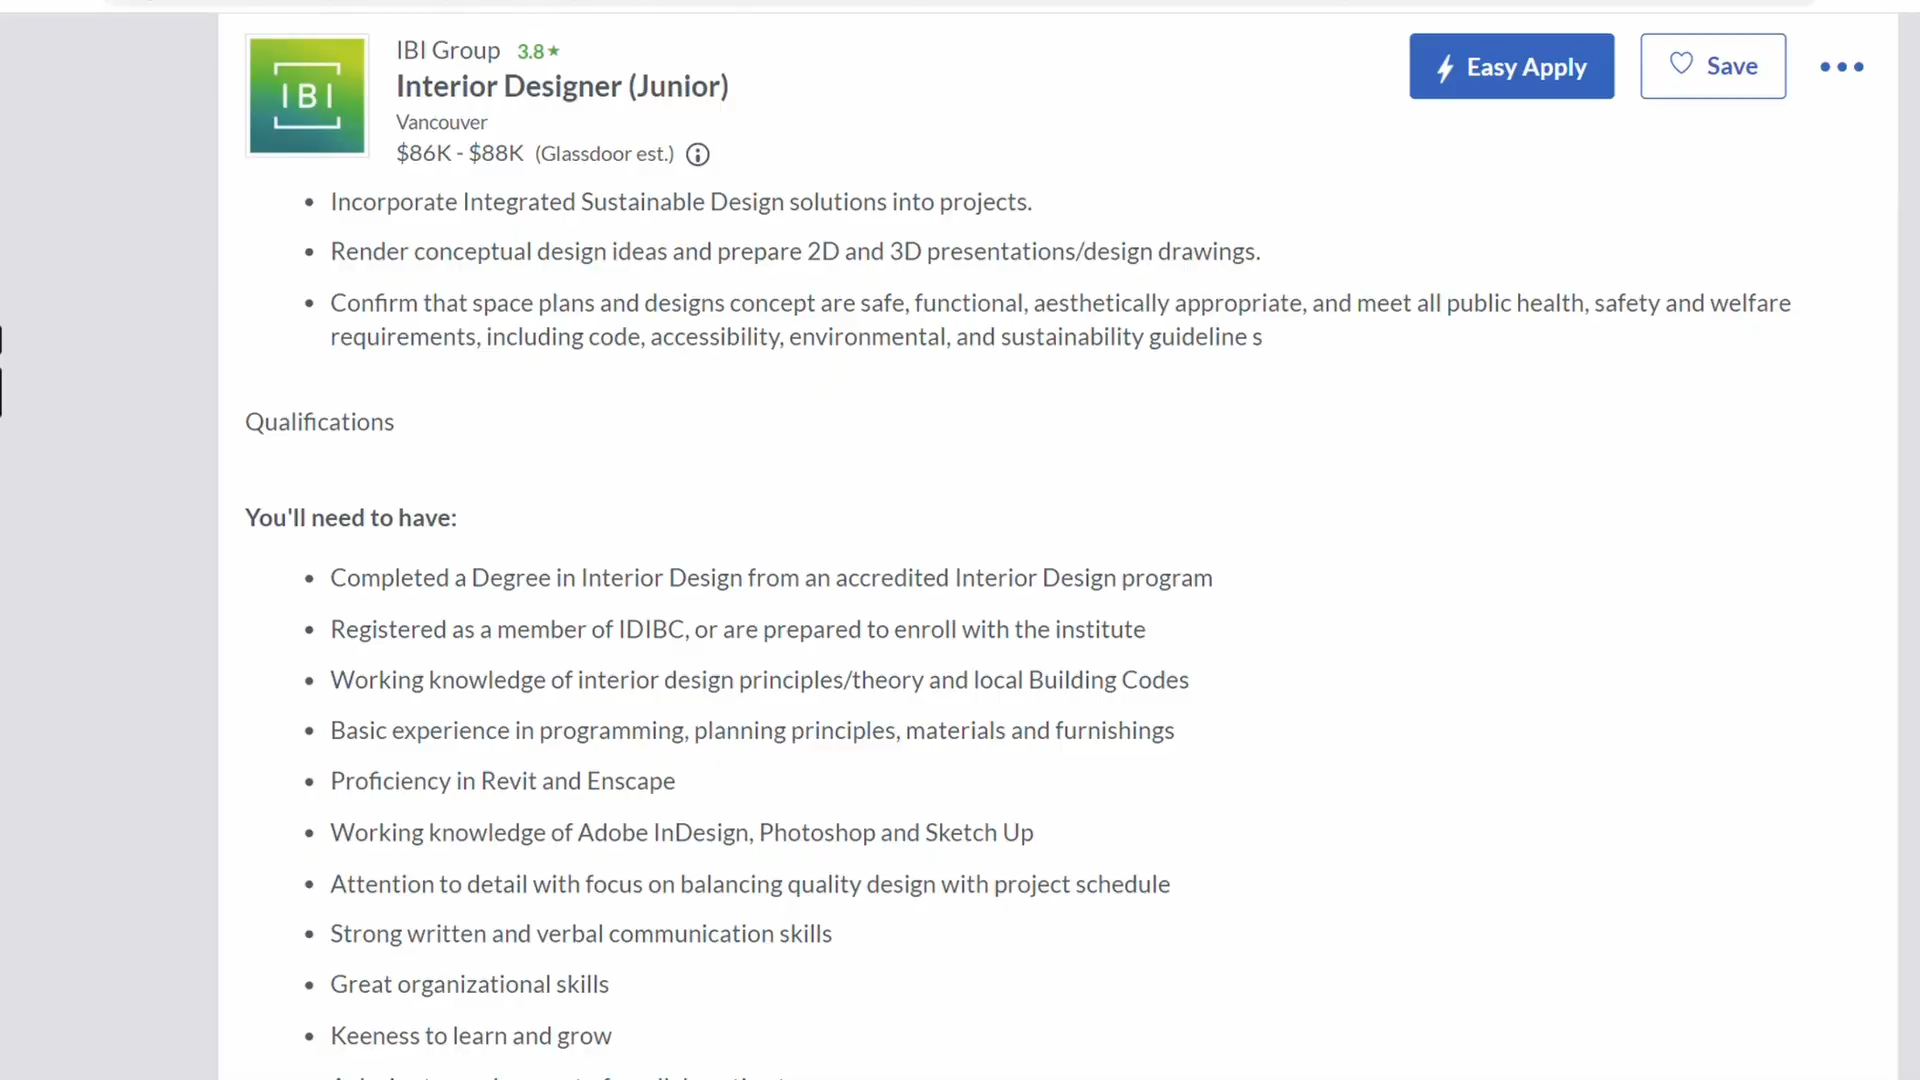 IBI Group 3.8★
Interior Designer (Junior)
Vancouver
$86K - $88K (Glassdoor est.)
IBI
Easy Apply
Save
• Incorporate Integrated Sustainable Design solutions into projects.
• Render conceptual design ideas and prepare 2D and 3D presentations/design drawings.
• Confirm that space plans and designs concept are safe, functional, aesthetically appropriate, and meet all public health, safety and welfare
requirements, including code, accessibility, environmental, and sustainability guideline s
Qualifications
You'll need to have:
• Completed a Degree in Interior Design from an accredited Interior Design program
• Registered as a member of IDIBC, or are prepared to enroll with the institute
• Working knowledge of interior design principles/theory and local Building Codes
• Basic experience in programming, planning principles, materials and furnishings
• Proficiency in Revit and Enscape
• Working knowledge of Adobe InDesign, Photoshop and Sketch Up
• Attention to detail with focus on balancing quality design with project schedule
• Strong written and verbal communication skills
• Great organizational skills
• Keeness to learn and grow